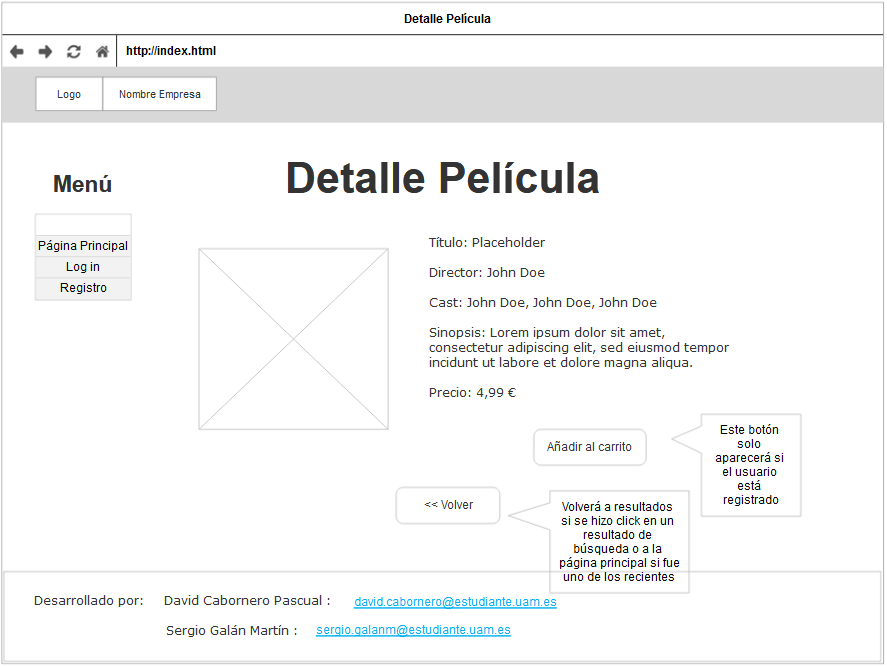 Detalle Película
http://index.html
Logo
Nombre Empresa
Menú
Página Principal
Log in
Registro
Detalle Película
Título: Placeholder
Director: John Doe
Cast: John Doe, John Doe, John Doe
Sinopsis: Lorem ipsum dolor sit amet,
consectetur adipiscing elit, sed eiusmod tempor
incidunt ut labore et dolore magna aliqua.
Precio: 4,99 €
Añadir al carrito
Este botón
solo
aparecerá si
el usuario
está
registrado
<< Volver
Volverá a resultados
si se hizo click en un
resultado de
búsqueda o a la
página principal si fue
uno de los recientes
Desarrollado por: David Cabornero Pascual : david.cabornero@estudiante.uam.es
Sergio Galán Martín : sergio.galanm@estudiante.uam.es